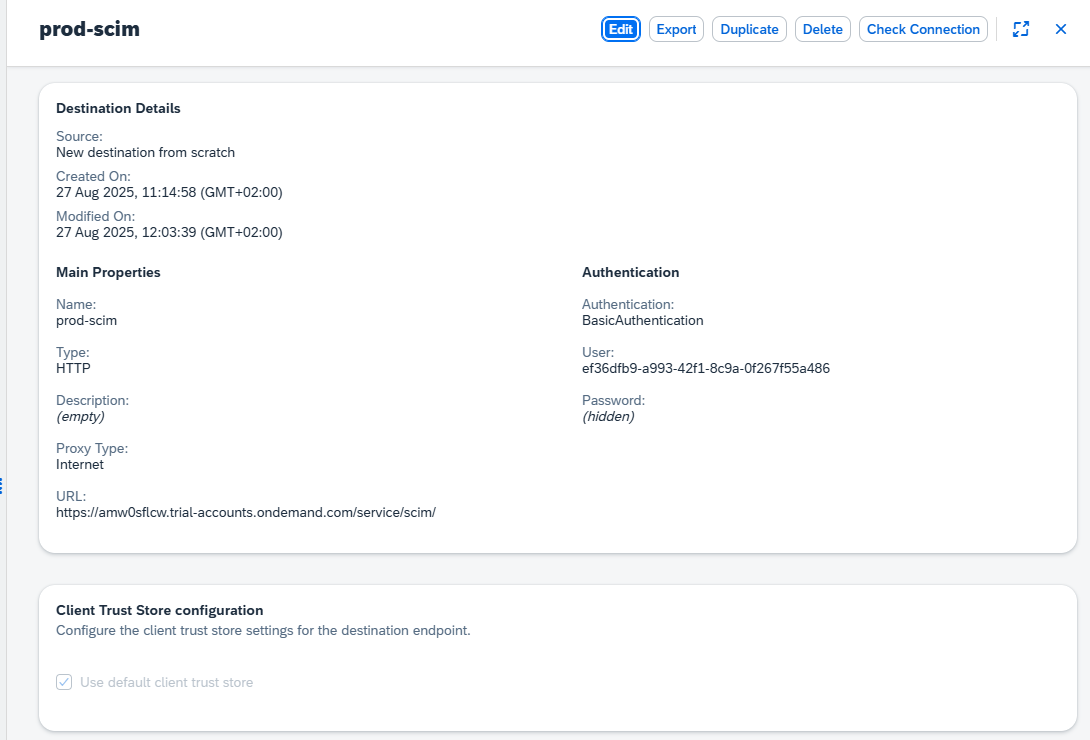 prod-scim
Edit Export Duplicate Delete Check Connection
Destination Details
Source:
New destination from scratch
Created On:
27 Aug 2025, 11:14:58 (GMT+02:00)
Modified On:
27 Aug 2025, 12:03:39 (GMT+02:00)
Main Properties
Name:
prod-scim
Type:
HTTP
Description:
(empty)
Proxy Type:
Internet
URL:
https://amw0sflcw.trial-accounts.ondemand.com/service/scim/
Authentication
Authentication:
BasicAuthentication
User:
ef36dfb9-a993-42f1-8c9a-0f267f55a486
Password:
(hidden)
Client Trust Store configuration
Configure the client trust store settings for the destination endpoint.
Use default client trust store